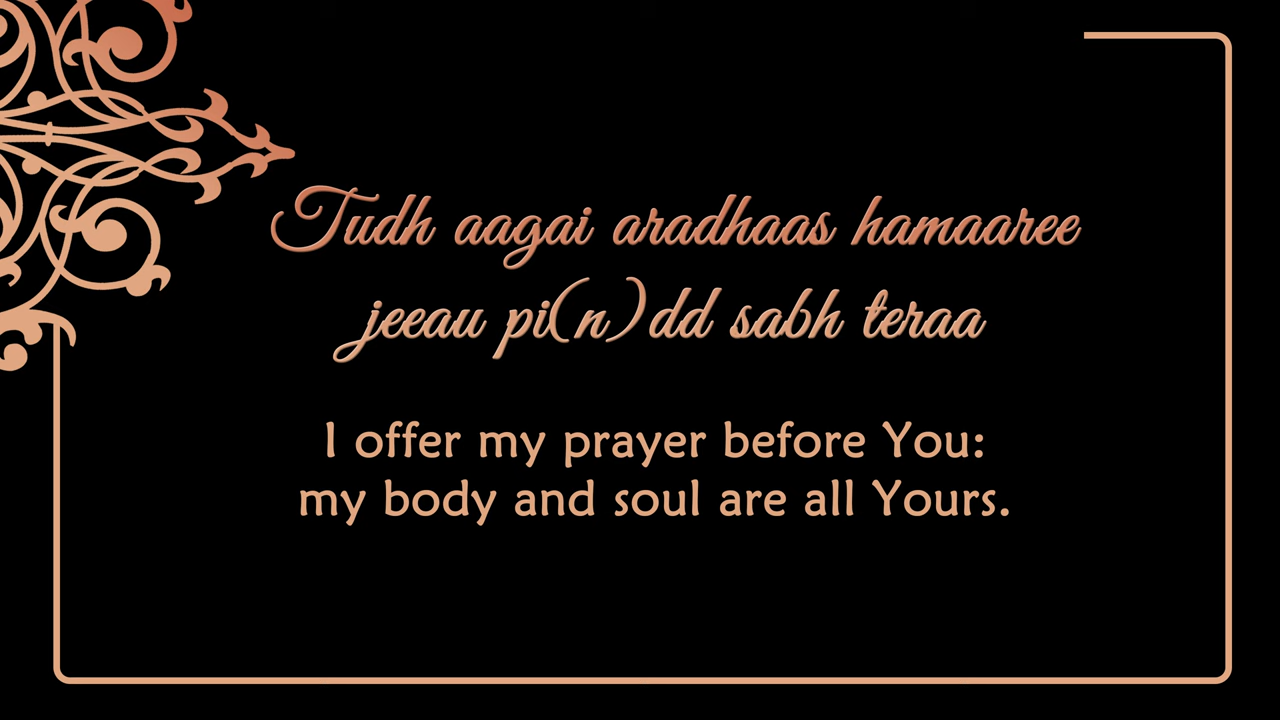 Tudh aagai aradhaas hamaaree
jeeau pi(n)dd sabh teraa
I offer my prayer before You:
my body and soul are all Yours.